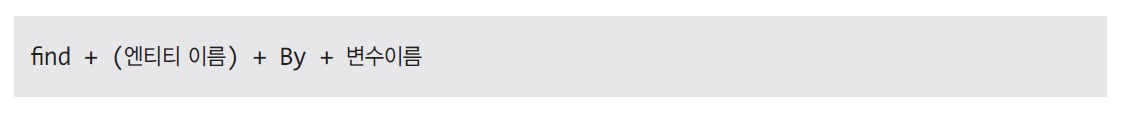 find + (엔티티 이름) + By + 변수이름